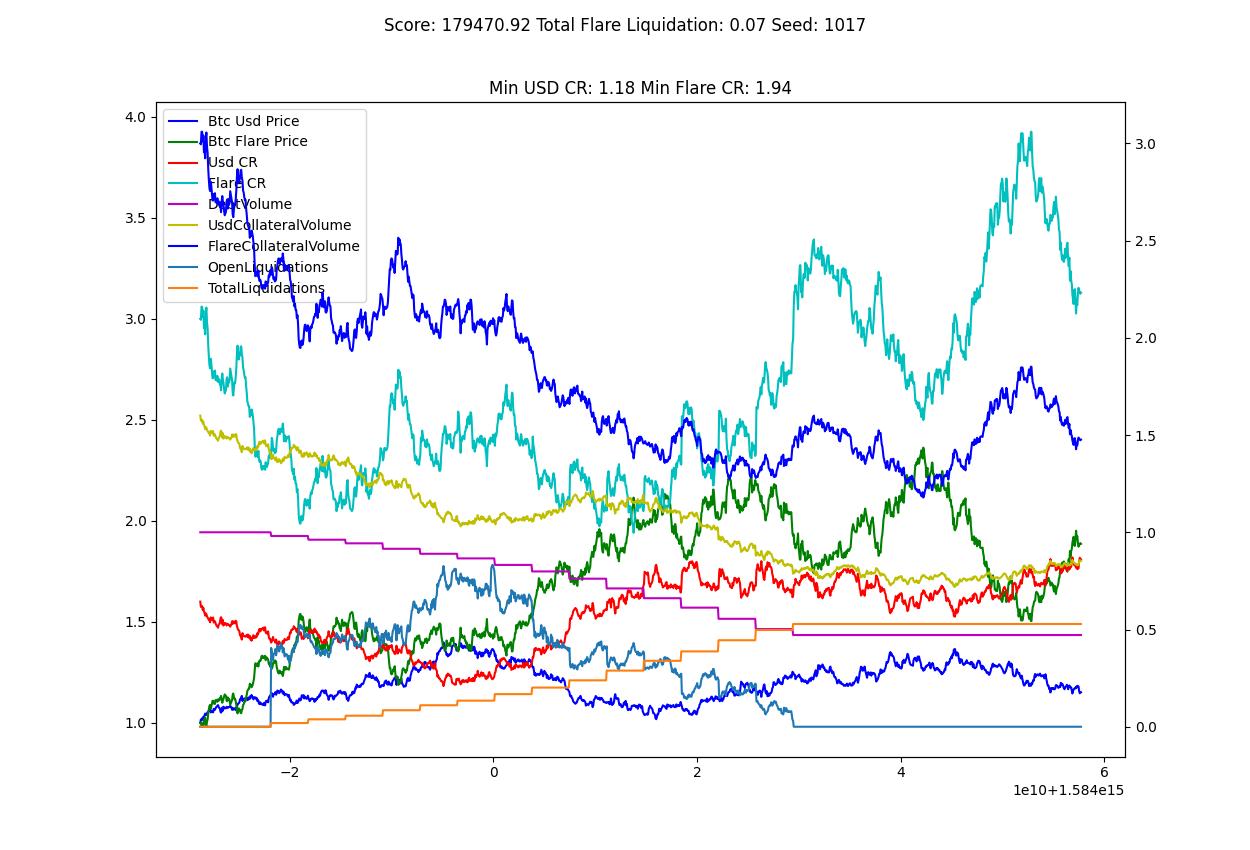 Score: 179470.92 Total Flare Liquidation: 0.07 Seed: 1017
Min USD CR: 1.18 Min Flare CR: 1.94
Btc Usd Price
Btc Flare Price
Usd CR
Flare CR
DebtVolume
UsdCollateralVolume
FlareCollateralVolume
OpenLiquidations
TotalLiquidations
4.0
3.5
3.0
2.5
2.0
1.5
1.0
3.0
2.5
2.0
1.5
1.0
0.5
0.0
−2
0
2
4
6
1e10+1.584e15